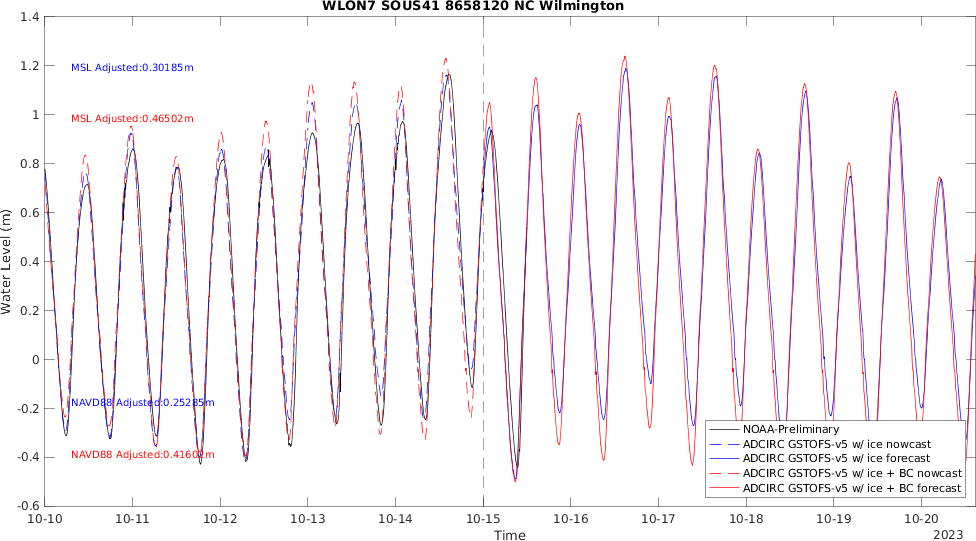 WLON7 SOUS41 8658120 NC Wilmington
1.4
1.2
1
0.8
0.6
0.4
0.2
0
-0.2
-0.4
-0.6
Water Level (m)
MSL Adjusted:0.30185m
MSL Adjusted:0.46502m
NAVD88 Adjusted:0.25285m
NAVD88 Adjusted:0.41602m
NOAA-Preliminary
ADCIRC GSTOFS-v5 w/ ice nowcast
ADCIRC GSTOFS-v5 w/ ice forecast
ADCIRC GSTOFS-v5 w/ ice + BC nowcast
ADCIRC GSTOFS-v5 w/ ice + BC forecast
10-10 10-11 10-12 10-13 10-14 10-15 10-16 10-17 10-18 10-19 10-20
2023
Time